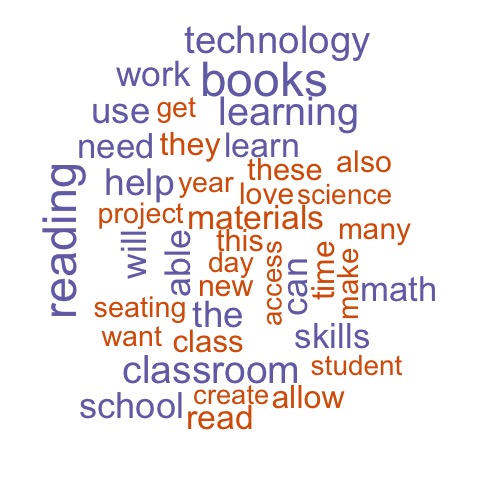 technology
work books
use get learning
need they learn
these also
help year love science
reading
project materials
will able this many
day access can time make
new math
seating the
want class skills
classroom student
school create allow
read